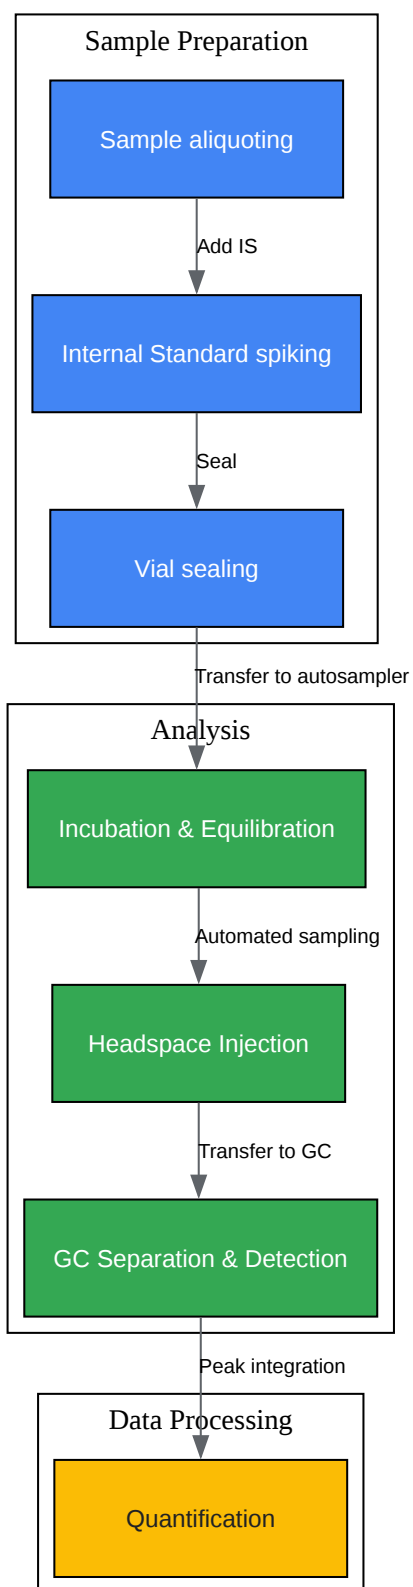 Sample Preparation
Sample aliquoting
Add IS
Internal Standard spiking
Seal
Vial sealing
Transfer to autosampler
Analysis
Incubation & Equilibration
Automated sampling
Headspace Injection
Transfer to GC
GC Separation & Detection
Peak integration
Data Processing
Quantification